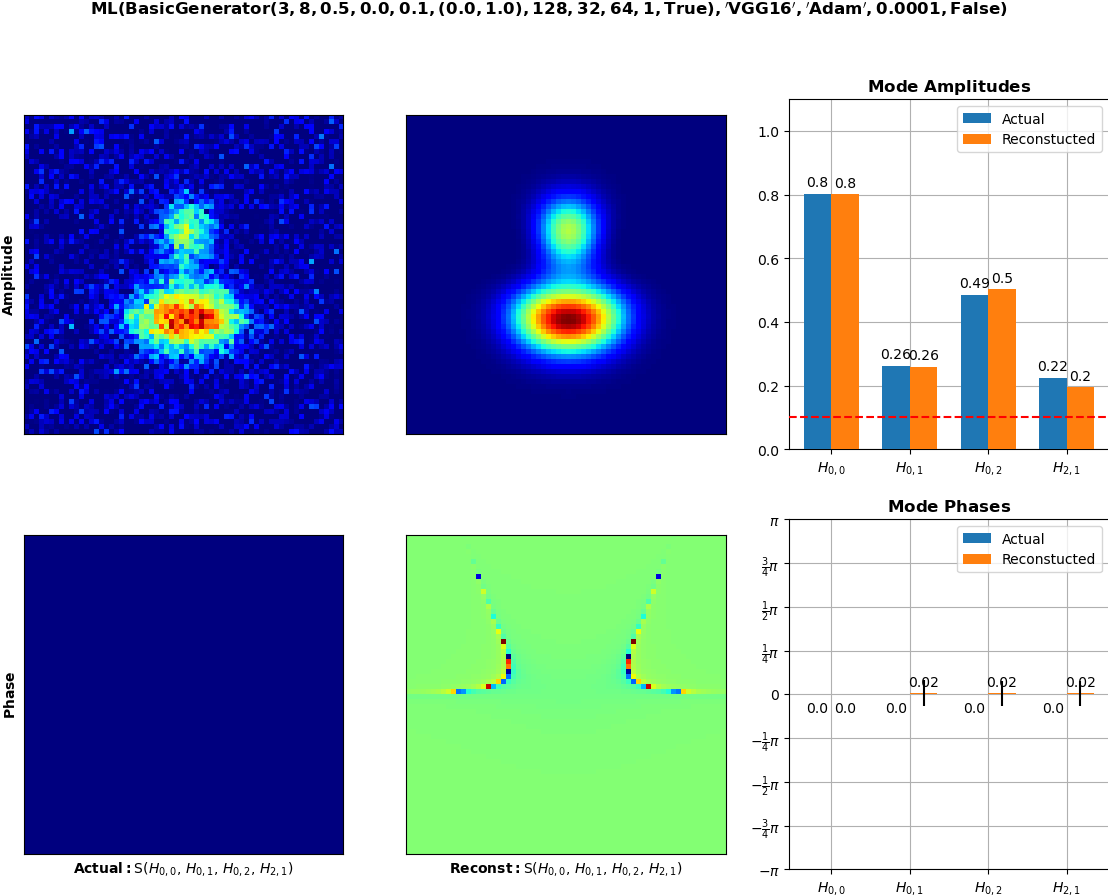 ML(BasicGenerator(3, 8, 0.5, 0.0, 0.1, (0.0, 1.0), 128, 32, 64, 1, True), ′VGG16′, ′Adam′, 0.0001, False)
Amplitude
Mode Amplitudes
Actual
Reconstucted
1.0
0.8
0.6
0.4
0.2
0.0
0.8 0.8
0.26 0.26
0.49 0.5
0.22 0.2
H0,0 H0,1 H0,2 H2,1
Phase
Actual: S(H0,0, H0,1, H0,2, H2,1)
Reconst: S(H0,0, H0,1, H0,2, H2,1)
Mode Phases
Actual
Reconstucted
π
3/4π
1/2π
1/4π
0
−1/4π
−1/2π
−3/4π
−π
0.0 0.0
0.0 0.02
0.0 0.02
0.0 0.02
H0,0 H0,1 H0,2 H2,1